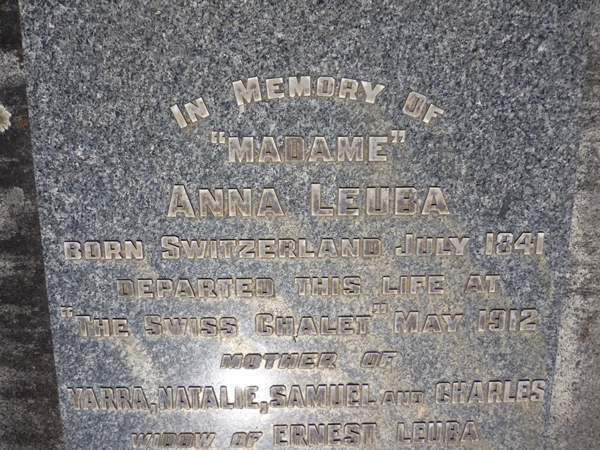 IN MEMORY OF
"MADAME"
ANNA LEUBA
BORN SWITZERLAND JULY 1841
DEPARTED THIS LIFE AT
"THE SWISS CHALET" MAY 1912
MOTHER OF
YARRA, NATALIE, SAMUEL AND CHARLES
WIDOW OF ERNEST LEUBA